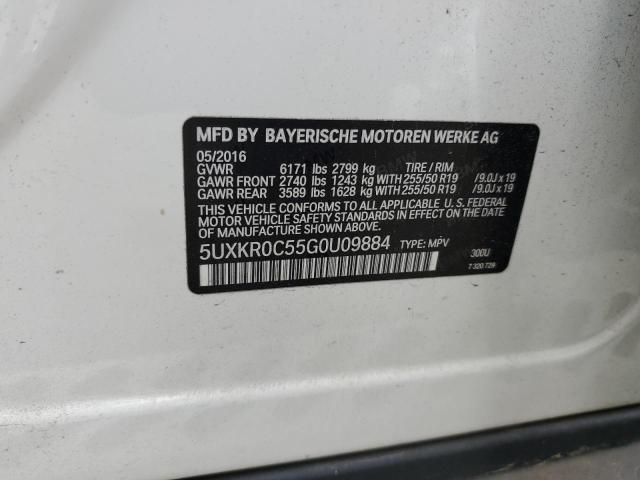 MFD BY BAYERISCHE MOTOREN WERKE AG
05/2016
GVWR 6171 lbs 2799 kg TIRE / RIM
GAWR FRONT 2740 lbs 1243 kg WITH 255/50 R19 /9.0J x 19
GAWR REAR 3589 lbs 1628 kg WITH 255/50 R19 /9.0J x 19
THIS VEHICLE CONFORMS TO ALL APPLICABLE U. S. FEDERAL
MOTOR VEHICLE SAFETY STANDARDS IN EFFECT ON THE DATE
OF MANUFACTURE SHOWN ABOVE.
5UXKR0C55G0U09884 TYPE: MPV
300U
7 320 729